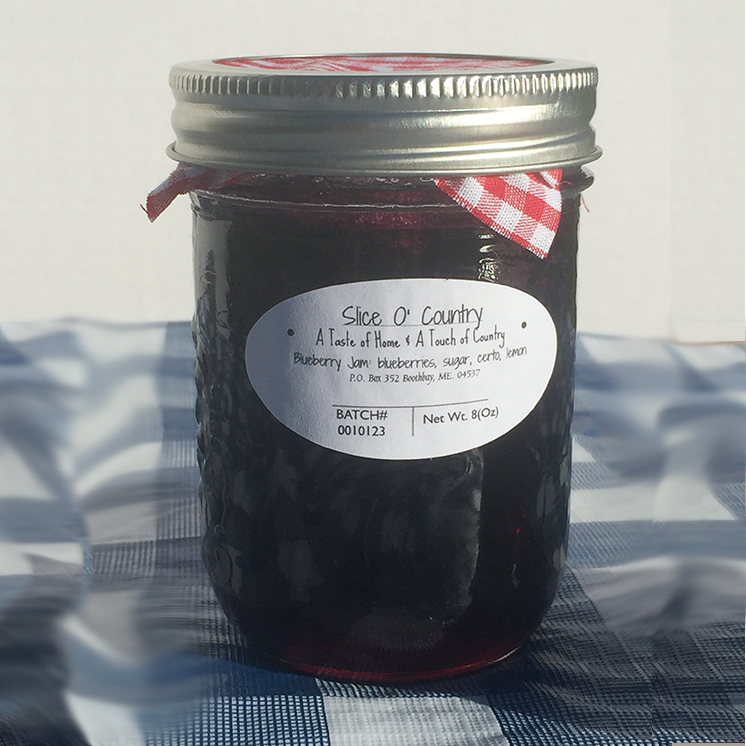 Slice O' Country
A Taste of Home & A Touch of Country
Blueberry Jam: blueberries, sugar, certo, lemon
P.O. Box 352 Boothbay, ME. 04537
BATCH#
0010123
Net Wt. 8(Oz)